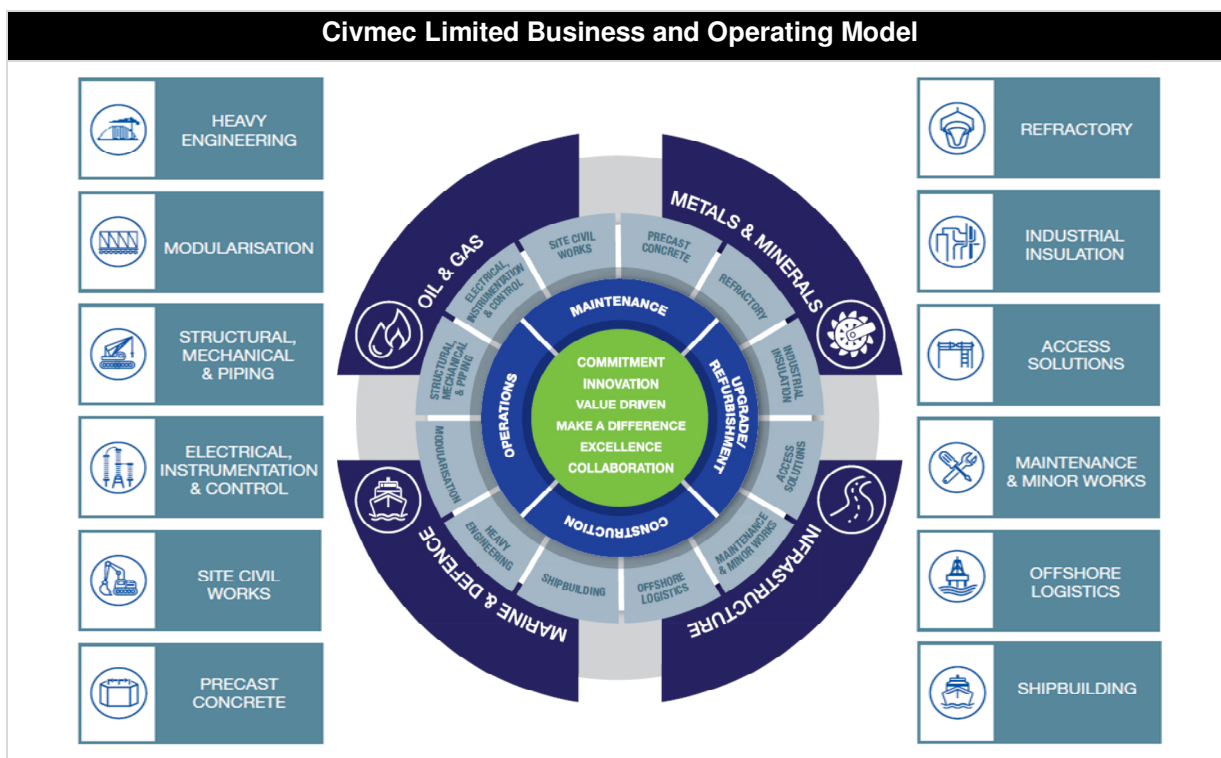 Civmec Limited Business and Operating Model
HEAVY
ENGINEERING
MODULARISATION
STRUCTURAL,
MECHANICAL
& PIPING
ELECTRICAL,
INSTRUMENTATION
& CONTROL
SITE CIVIL
WORKS
PRECAST
CONCRETE
OIL & GAS
METALS & MINERALS
INFRASTRUCTURE
MARINE & DEFENCE
SITE CIVIL
WORKS
PRECAST
CONCRETE
REFRACTORY
INDUSTRIAL
INSULATION
ACCESS
SOLUTIONS
MAINTENANCE
& MINOR WORKS
OFFSHORE
LOGISTICS
SHIPBUILDING
HEAVY
ENGINEERING
MODULARISATION
STRUCTURAL,
MECHANICAL
& PIPING
ELECTRICAL,
INSTRUMENTATION
& CONTROL
MAINTENANCE
UPGRADE/
REFURBISHMENT
CONSTRUCTION
OPERATIONS
COMMITMENT
INNOVATION
VALUE DRIVEN
MAKE A DIFFERENCE
EXCELLENCE
COLLABORATION
REFRACTORY
INDUSTRIAL
INSULATION
ACCESS
SOLUTIONS
MAINTENANCE
& MINOR WORKS
OFFSHORE
LOGISTICS
SHIPBUILDING